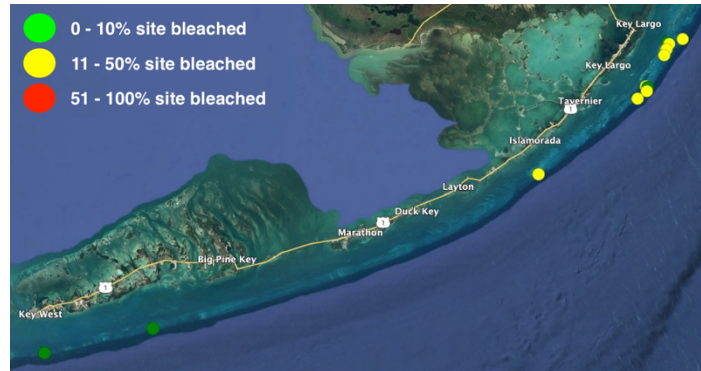 0 - 10% site bleached
11 - 50% site bleached
51 - 100% site bleached
Key Largo
Key Largo
Tavernier
1
Islamorada
Layton
Duck Key
1
Marathon
Big Pine Key
1
Key West